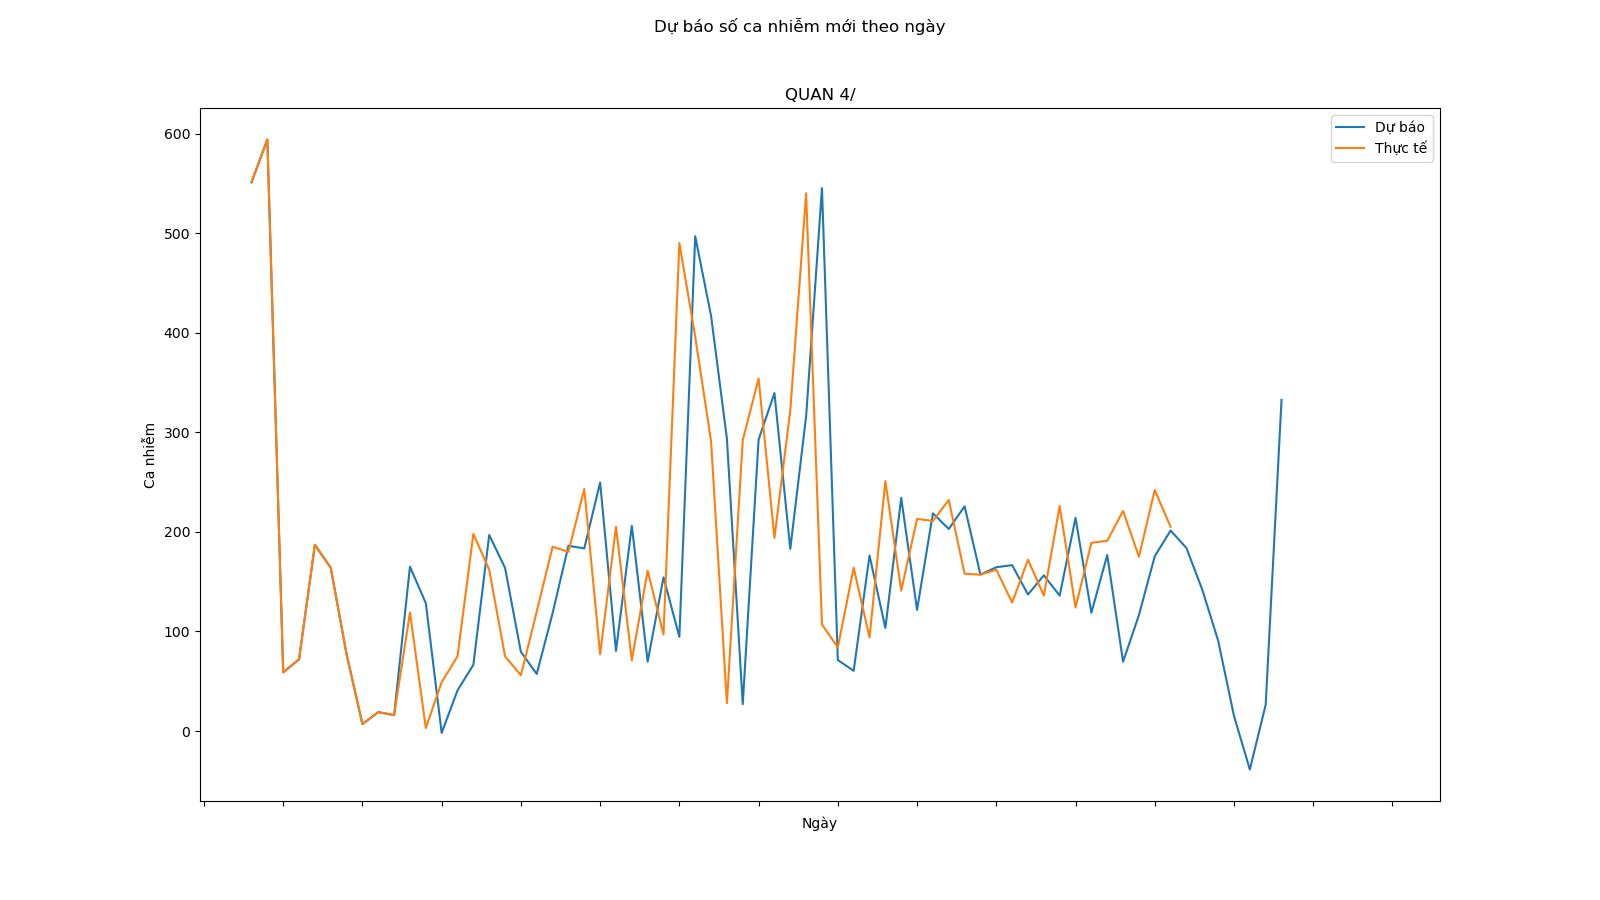 Dự báo số ca nhiễm mới theo ngày
QUAN 4/
600
500
400
300
200
100
0
Ca nhiễm
Ngày
Dự báo
Thực tế